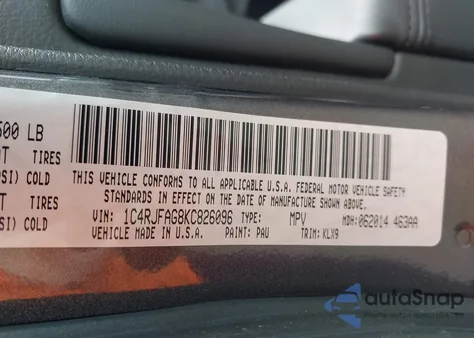 500 LB
TIRES
SI) COLD
TIRES
SI) COLD
THIS VEHICLE CONFORMS TO ALL APPLICABLE U.S.A. FEDERAL MOTOR VEHICLE SAFETY
STANDARDS IN EFFECT ON THE DATE OF MANUFACTURE SHOWN ABOVE.
VIN: 1C4RJFAG8KC826096 TYPE: MPV MDH:062014 463AA
VEHICLE MADE IN U.S.A. PAINT: PAU TRIM: KLX9
autoSnap